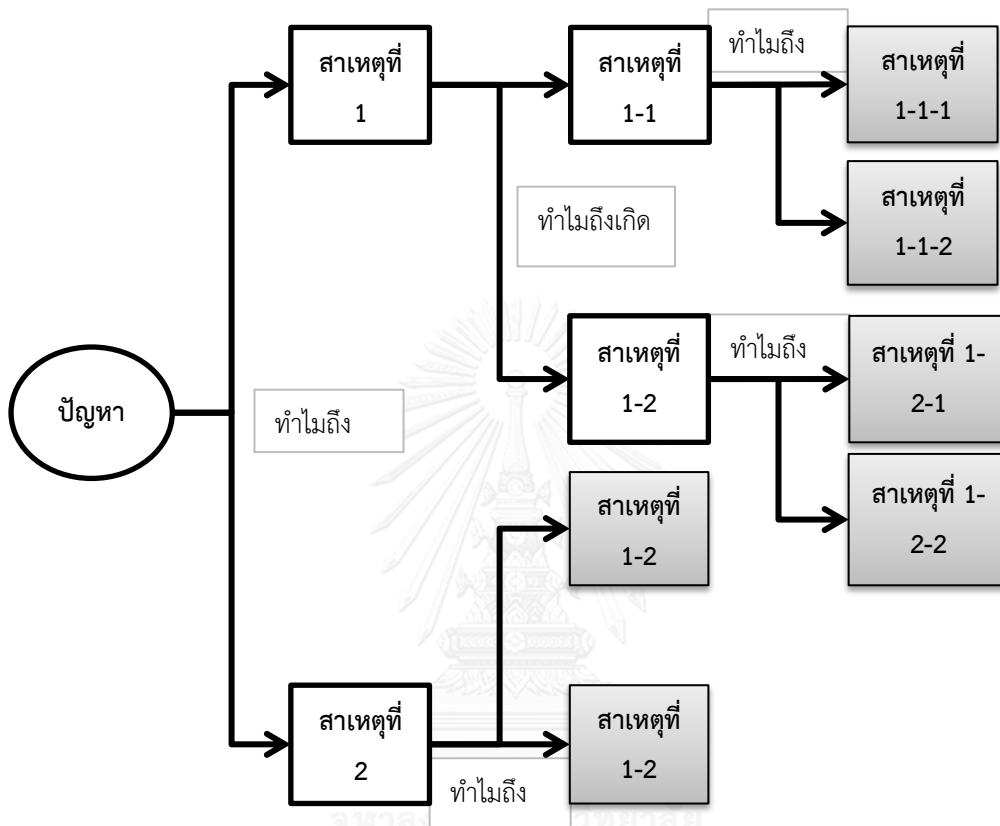 ทำไมถึง
สาเหตุที่
1
สาเหตุที่
1-1
สาเหตุที่
1-1-1
สาเหตุที่
1-1-2
ทำไมถึงเกิด
สาเหตุที่
1-2
ทำไมถึง
สาเหตุที่ 1-
2-1
ปัญหา
ทำไมถึง
สาเหตุที่
1-2
สาเหตุที่ 1-
2-2
สาเหตุที่
2
สาเหตุที่
1-2
ทำไมถึง